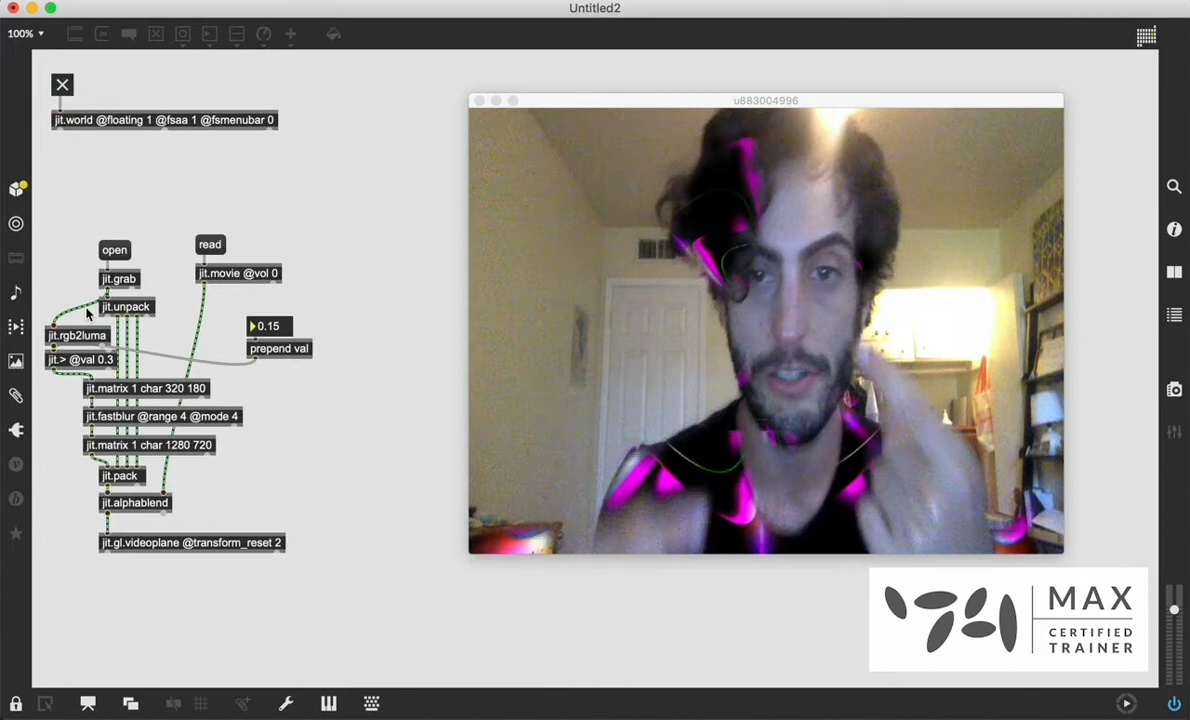 Untitled2
100%
jit.world @floating 1 @fsaa 1 @fsmenubar 0
u883004996
open
read
jit.grab
jit.movie @vol 0
jit.unpack
0.15
jit.rgb2luma
prepend val
jit.> @val 0.3
jit.matrix 1 char 320 180
jit.fastblur @range 4 @mode 4
jit.matrix 1 char 1280 720
jit.pack
jit.alphablend
jit.gl.videoplane @transform_reset 2
MAX
CERTIFIED
TRAINER